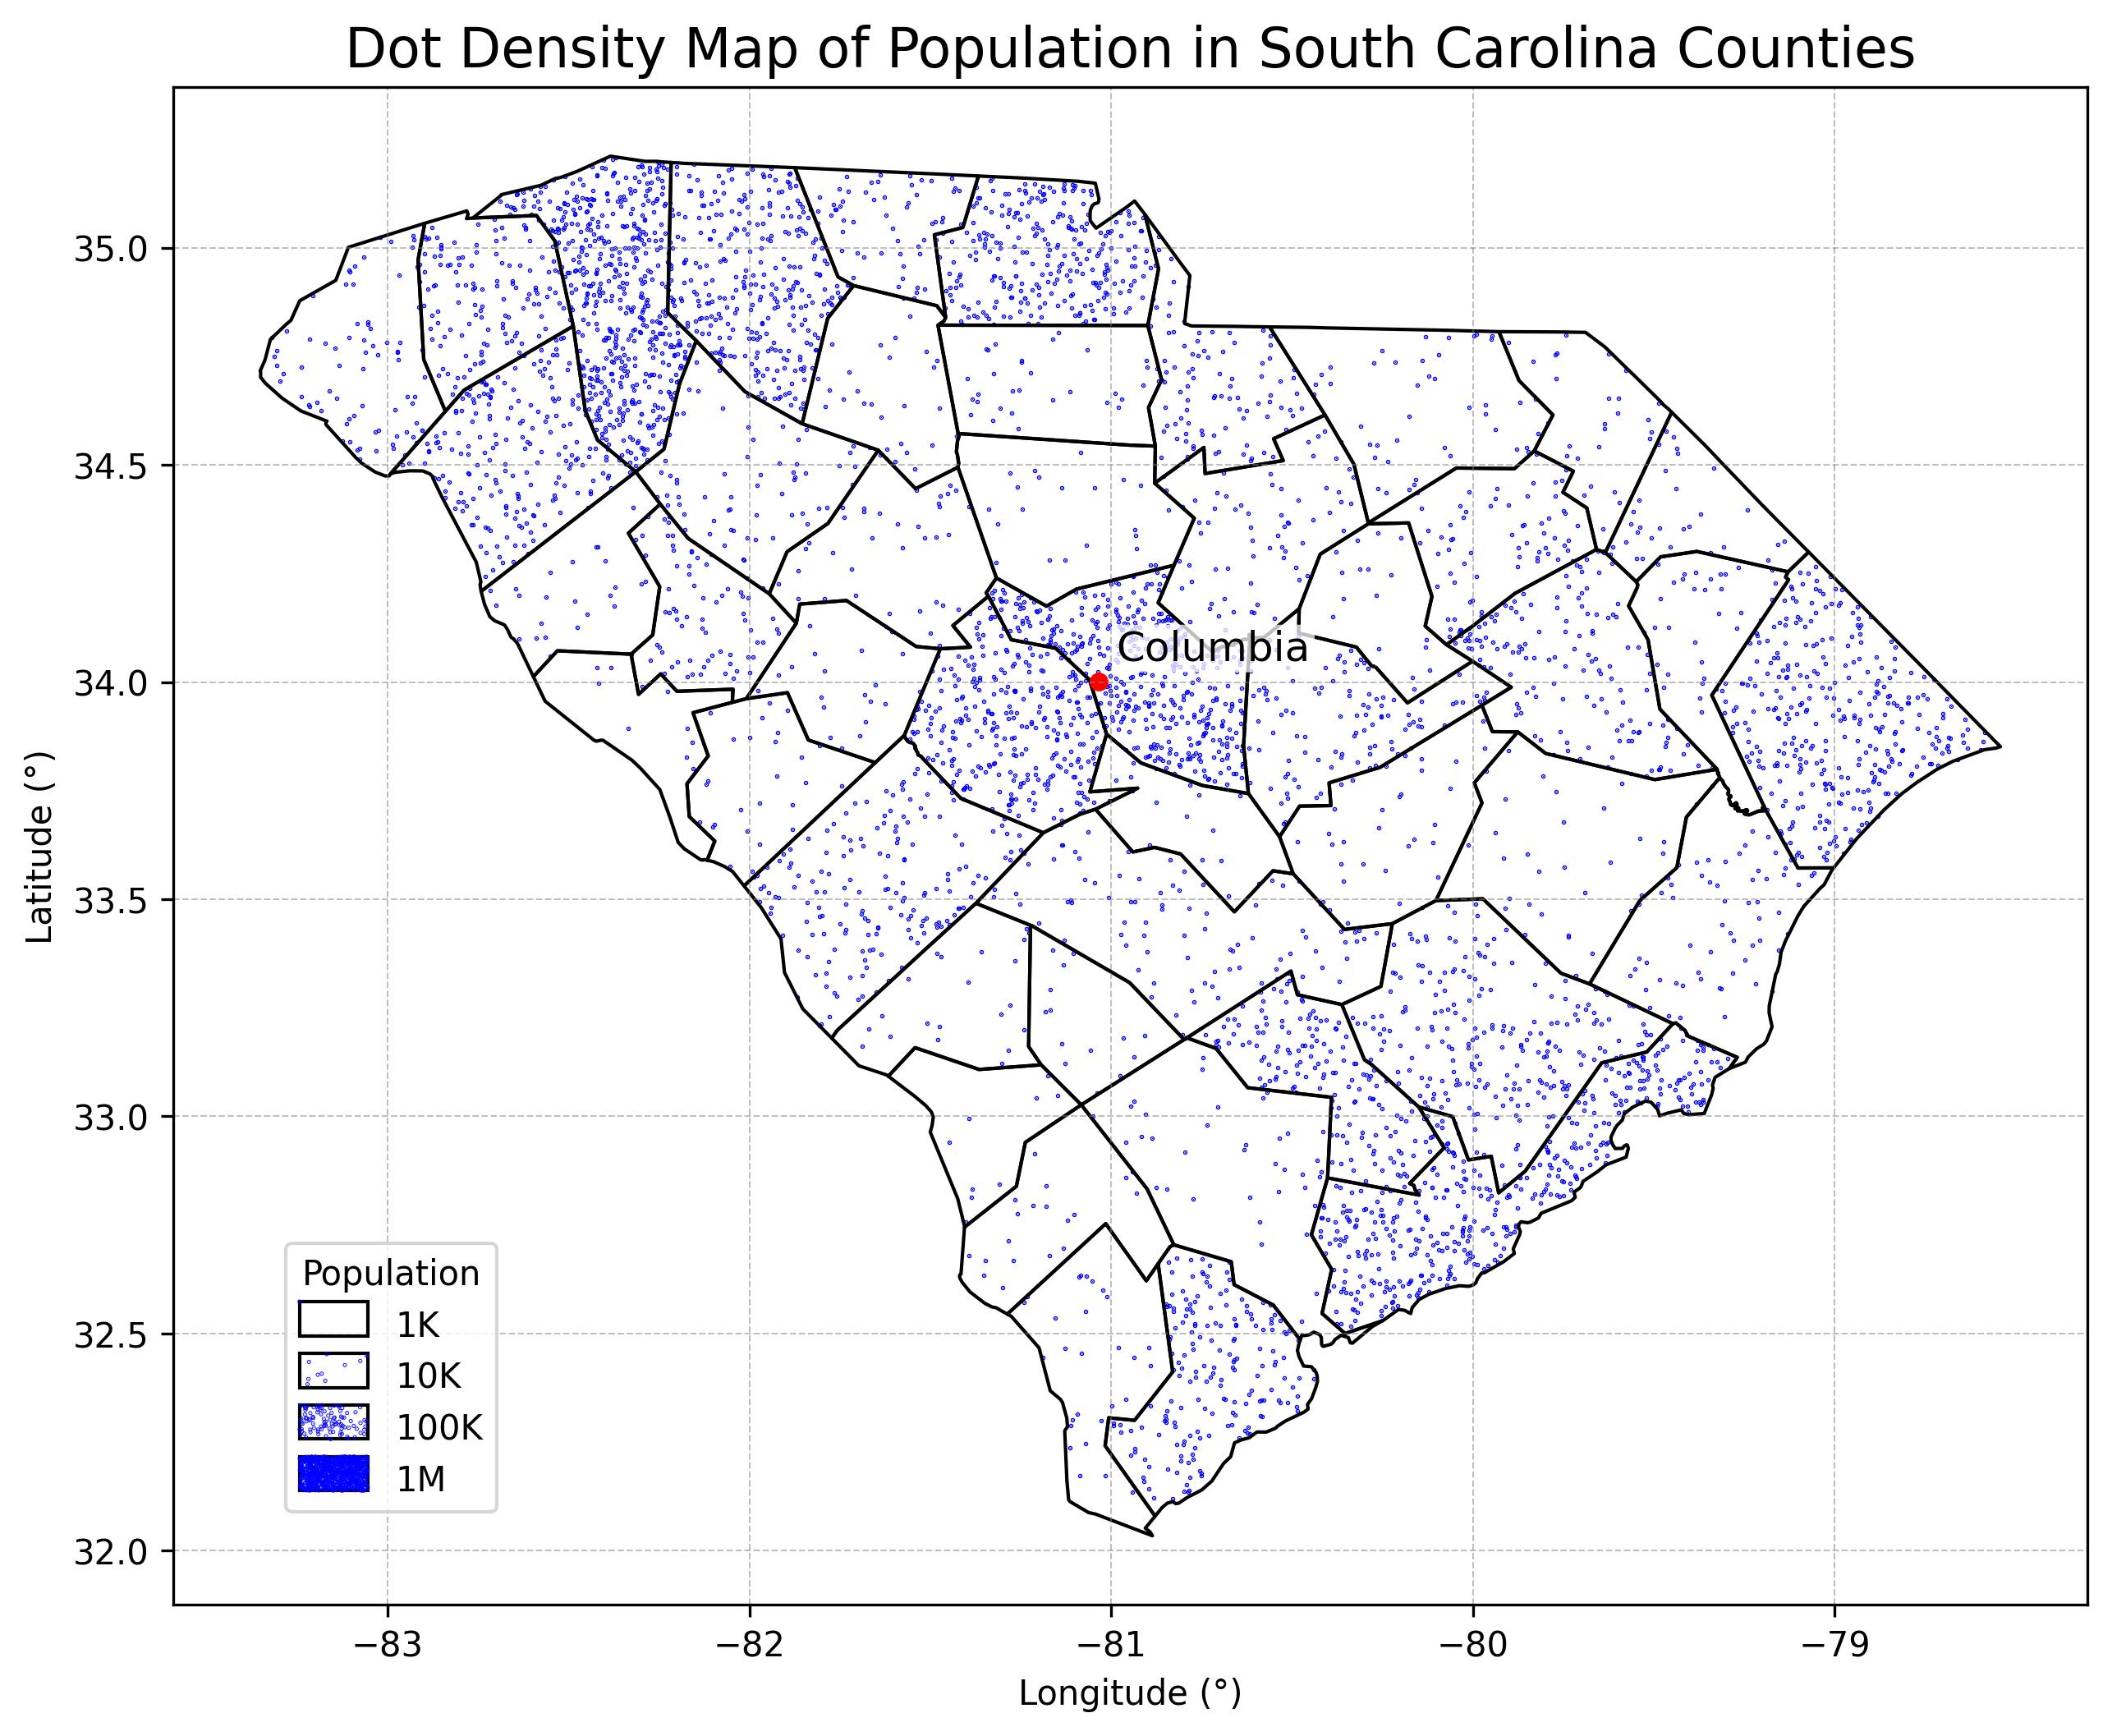 Dot Density Map of Population in South Carolina Counties
35.0
34.5
34.0
33.5
33.0
32.5
32.0
Latitude (°)
Columbia
Population
1K
10K
100K
1M
−83
−82
−81
−80
−79
Longitude (°)